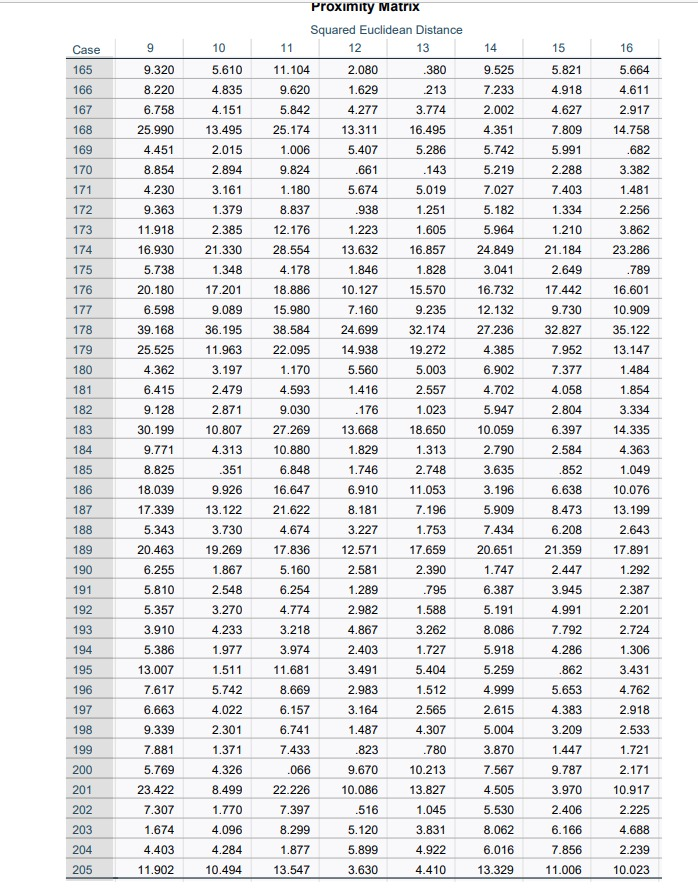 Proximity Matrix
Squared Euclidean Distance
Case 9 10 11 12 13 14 15 16
165 9.320 5.610 11.104 2.080 .380 9.525 5.821 5.664
166 8.220 4.835 9.620 1.629 .213 7.233 4.918 4.611
167 6.758 4.151 5.842 4.277 3.774 2.002 4.627 2.917
168 25.990 13.495 25.174 13.311 16.495 4.351 7.809 14.758
169 4.451 2.015 1.006 5.407 5.286 5.742 5.991 .682
170 8.854 2.894 9.824 .661 .143 5.219 2.288 3.382
171 4.230 3.161 1.180 5.674 5.019 7.027 7.403 1.481
172 9.363 1.379 8.837 .938 1.251 5.182 1.334 2.256
173 11.918 2.385 12.176 1.223 1.605 5.964 1.210 3.862
174 16.930 21.330 28.554 13.632 16.857 24.849 21.184 23.286
175 5.738 1.348 4.178 1.846 1.828 3.041 2.649 .789
176 20.180 17.201 18.886 10.127 15.570 16.732 17.442 16.601
177 6.598 9.089 15.980 7.160 9.235 12.132 9.730 10.909
178 39.168 36.195 38.584 24.699 32.174 27.236 32.827 35.122
179 25.525 11.963 22.095 14.938 19.272 4.385 7.952 13.147
180 4.362 3.197 1.170 5.560 5.003 6.902 7.377 1.484
181 6.415 2.479 4.593 1.416 2.557 4.702 4.058 1.854
182 9.128 2.871 9.030 .176 1.023 5.947 2.804 3.334
183 30.199 10.807 27.269 13.668 18.650 10.059 6.397 14.335
184 9.771 4.313 10.880 1.829 1.313 2.790 2.584 4.363
185 8.825 .351 6.848 1.746 2.748 3.635 .852 1.049
186 18.039 9.926 16.647 6.910 11.053 3.196 6.638 10.076
187 17.339 13.122 21.622 8.181 7.196 5.909 8.473 13.199
188 5.343 3.730 4.674 3.227 1.753 7.434 6.208 2.643
189 20.463 19.269 17.836 12.571 17.659 20.651 21.359 17.891
190 6.255 1.867 5.160 2.581 2.390 1.747 2.447 1.292
191 5.810 2.548 6.254 1.289 .795 6.387 3.945 2.387
192 5.357 3.270 4.774 2.982 1.588 5.191 4.991 2.201
193 3.910 4.233 3.218 4.867 3.262 8.086 7.792 2.724
194 5.386 1.977 3.974 2.403 1.727 5.918 4.286 1.306
195 13.007 1.511 11.681 3.491 5.404 5.259 .862 3.431
196 7.617 5.742 8.669 2.983 1.512 4.999 5.653 4.762
197 6.663 4.022 6.157 3.164 2.565 2.615 4.383 2.918
198 9.339 2.301 6.741 1.487 4.307 5.004 3.209 2.533
199 7.881 1.371 7.433 .823 .780 3.870 1.447 1.721
200 5.769 4.326 .066 9.670 10.213 7.567 9.787 2.171
201 23.422 8.499 22.226 10.086 13.827 4.505 3.970 10.917
202 7.307 1.770 7.397 .516 1.045 5.530 2.406 2.225
203 1.674 4.096 8.299 5.120 3.831 8.062 6.166 4.688
204 4.403 4.284 1.877 5.899 4.922 6.016 7.856 2.239
205 11.902 10.494 13.547 3.630 4.410 13.329 11.006 10.023